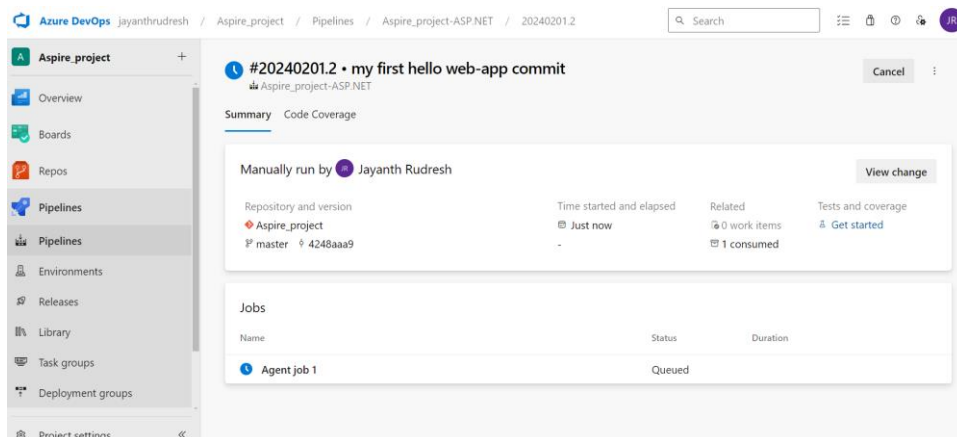 Azure DevOps jayanthrudresh / Aspire_project / Pipelines / Aspire_project-ASP.NET / 20240201.2 Search JR
A Aspire_project +
Overview
Boards
Repos
Pipelines
Pipelines
Environments
Releases
Library
Task groups
Deployment groups
Project settings «
#20240201.2 • my first hello web-app commit Cancel
Aspire_project-ASP.NET
Summary Code Coverage
Manually run by JR Jayanth Rudresh View change
Repository and version Time started and elapsed Related Tests and coverage
Aspire_project Just now 0 work items Get started
master 4248aaa9 - 1 consumed
Jobs
Name Status Duration
Agent job 1 Queued